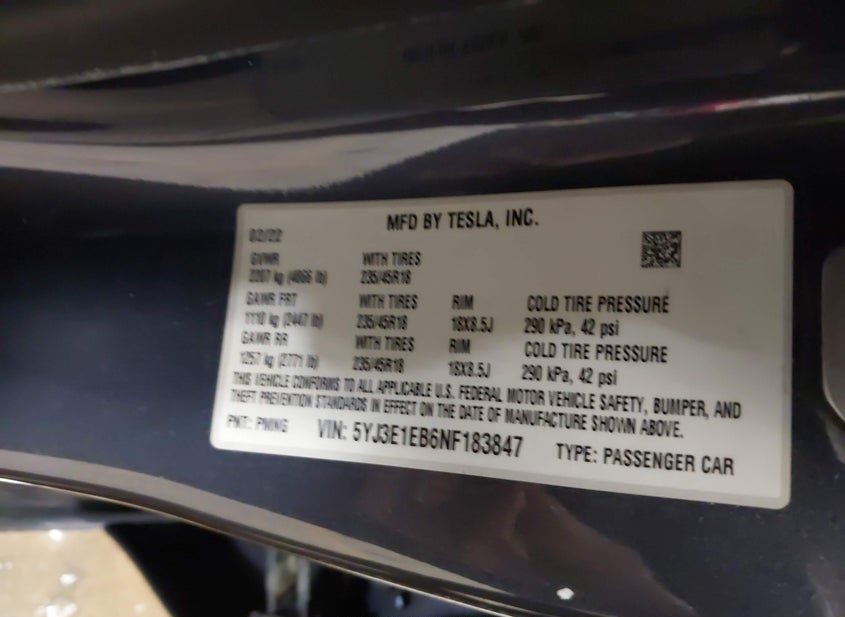 MFD BY TESLA, INC.
02/22
GVWR WITH TIRES
2207 kg (4866 lb) 235/45R18
GAWR FRT WITH TIRES RIM COLD TIRE PRESSURE
1110 kg (2447 lb) 235/45R18 18X8.5J 290 kPa, 42 psi
GAWR RR WITH TIRES RIM COLD TIRE PRESSURE
1257 kg (2771 lb) 235/45R18 18X8.5J 290 kPa, 42 psi
THIS VEHICLE CONFORMS TO ALL APPLICABLE U.S. FEDERAL MOTOR VEHICLE SAFETY, BUMPER, AND
THEFT PREVENTION STANDARDS IN EFFECT ON THE DATE OF MANUFACTURE SHOWN ABOVE.
PNT: PMNG VIN: 5YJ3E1EB6NF183847 TYPE: PASSENGER CAR